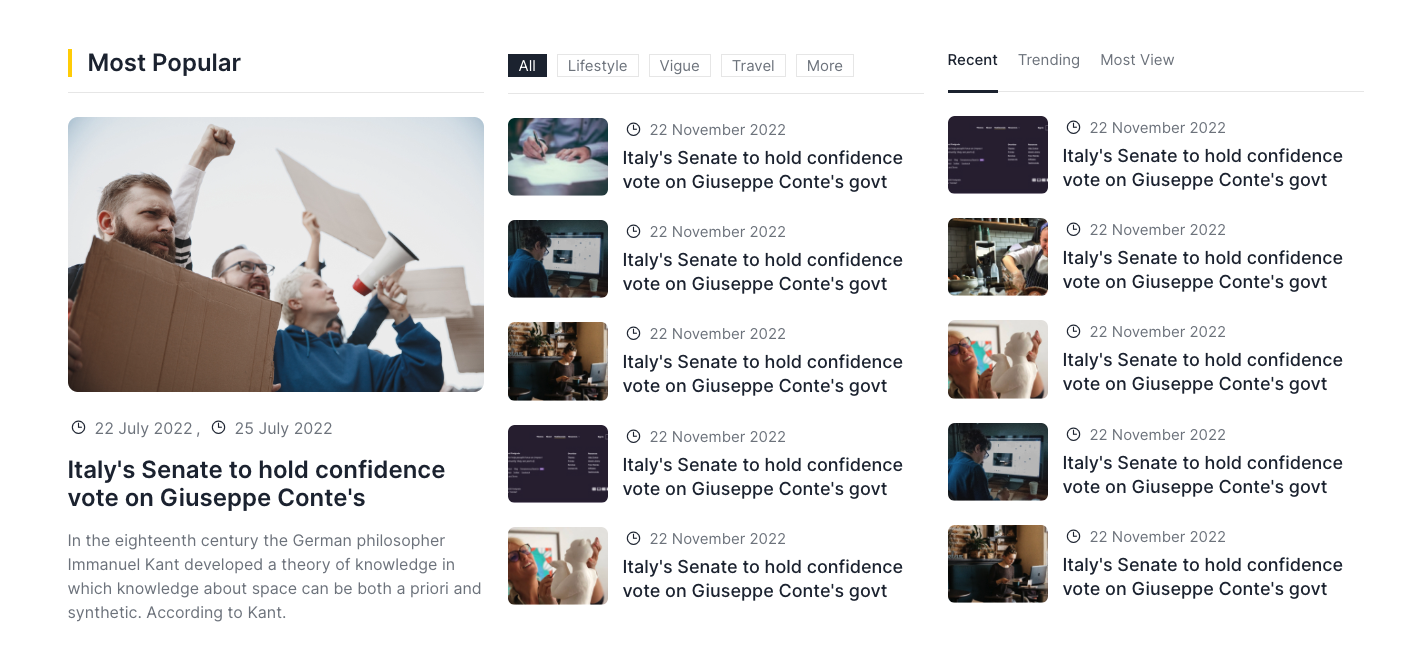 Most Popular
22 July 2022 , 25 July 2022
Italy's Senate to hold confidence
vote on Giuseppe Conte's
In the eighteenth century the German philosopher
Immanuel Kant developed a theory of knowledge in
which knowledge about space can be both a priori and
synthetic. According to Kant.
All Lifestyle Vigue Travel More
22 November 2022
Italy's Senate to hold confidence
vote on Giuseppe Conte's govt
22 November 2022
Italy's Senate to hold confidence
vote on Giuseppe Conte's govt
22 November 2022
Italy's Senate to hold confidence
vote on Giuseppe Conte's govt
22 November 2022
Italy's Senate to hold confidence
vote on Giuseppe Conte's govt
22 November 2022
Italy's Senate to hold confidence
vote on Giuseppe Conte's govt
Recent Trending Most View
22 November 2022
Italy's Senate to hold confidence
vote on Giuseppe Conte's govt
22 November 2022
Italy's Senate to hold confidence
vote on Giuseppe Conte's govt
22 November 2022
Italy's Senate to hold confidence
vote on Giuseppe Conte's govt
22 November 2022
Italy's Senate to hold confidence
vote on Giuseppe Conte's govt
22 November 2022
Italy's Senate to hold confidence
vote on Giuseppe Conte's govt